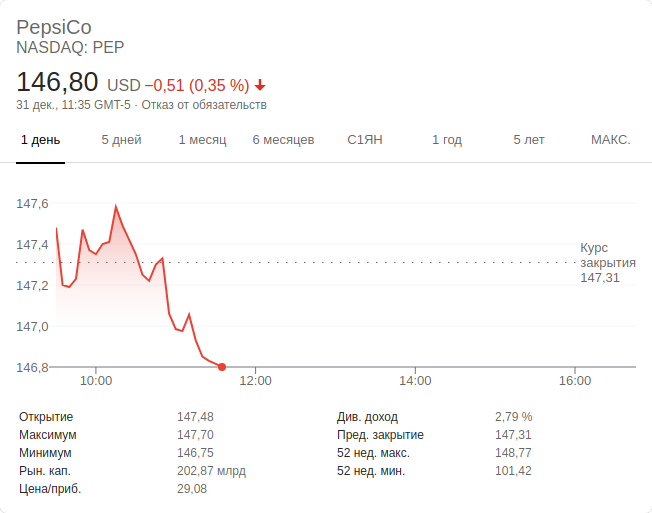 PepsiCo
NASDAQ: PEP
146,80 USD −0,51 (0,35 %)
31 дек., 11:35 GMT-5 · Отказ от обязательств
1 день 5 дней 1 месяц 6 месяцев С1ЯН 1 год 5 лет МАКС.
147,6
147,4
147,2
147,0
146,8
Курс
закрытия
147,31
10:00 12:00 14:00 16:00
Открытие 147,48
Максимум 147,70
Минимум 146,75
Рын. кап. 202,87 млрд
Цена/приб. 29,08
Див. доход 2,79 %
Пред. закрытие 147,31
52 нед. макс. 148,77
52 нед. мин. 101,42